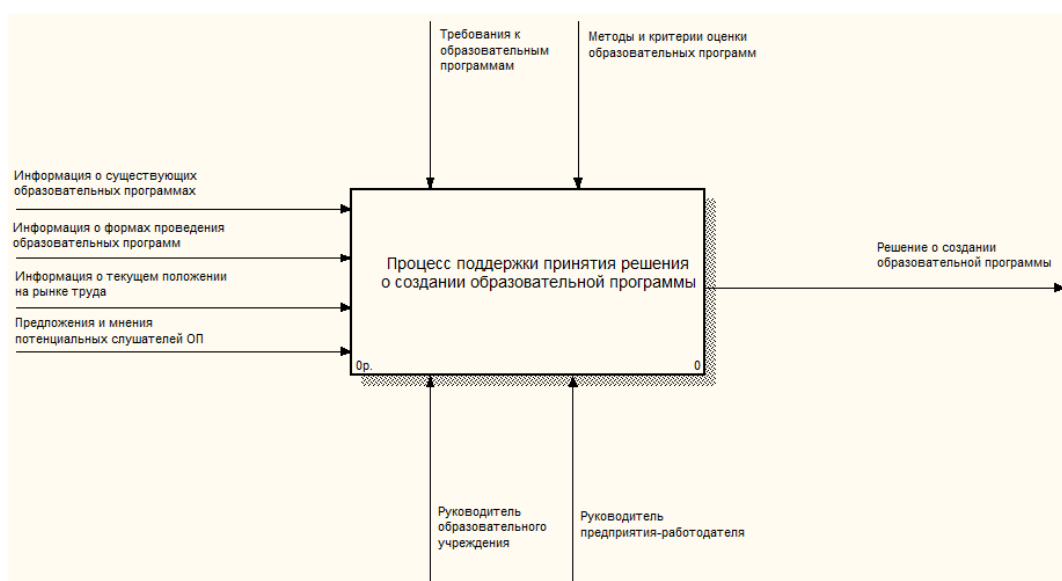 Требования к
образовательным
программам
Методы и критерии оценки
образовательных программ
Информация о существующих
образовательных программах
Информация о формах проведения
образовательных программ
Информация о текущем положении
на рынке труда
Предложения и мнения
потенциальных слушателей ОП
Процесс поддержки принятия решения
о создании образовательной программы
0р.
0
Решение о создании
образовательной программы
Руководитель
образовательного
учреждения
Руководитель
предприятия-работодателя